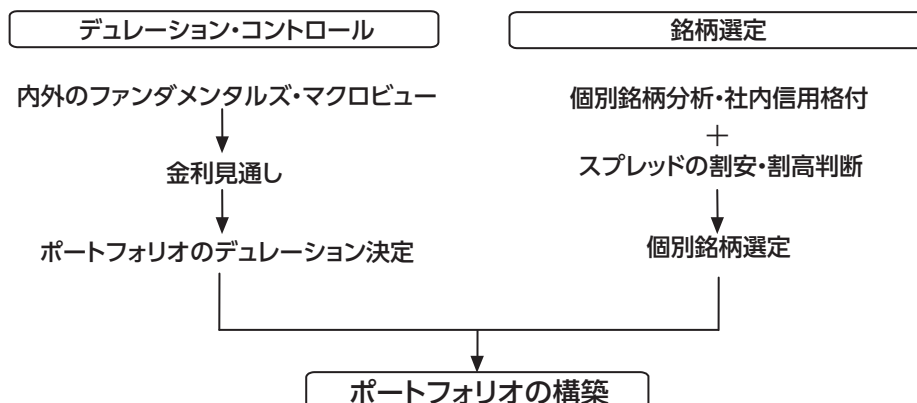 デュレーション・コントロール
内外のファンダメンタルズ・マクロビュー
金利見通し
ポートフォリオのデュレーション決定
銘柄選定
個別銘柄分析・社内信用格付
+
スプレッドの割安・割高判断
個別銘柄選定
ポートフォリオの構築